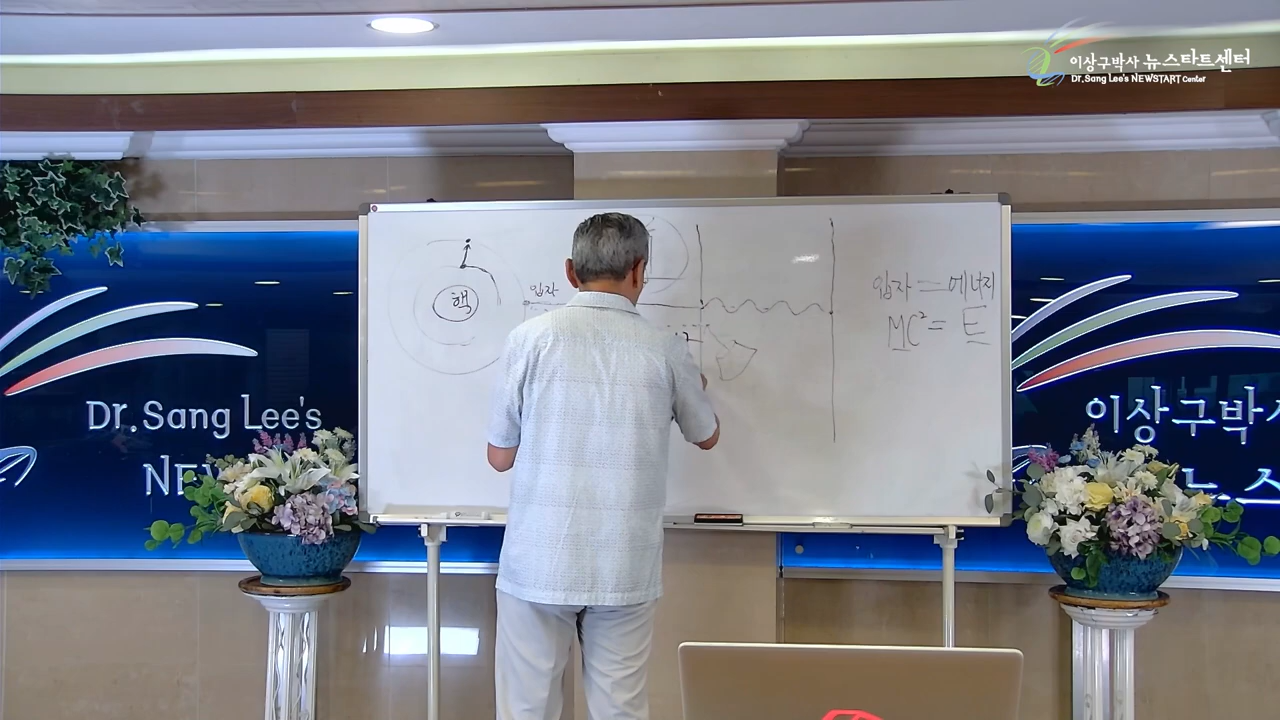 이상구박사 뉴스타트센터
Dr.Sang Lee's NEWSTART Center
핵
입자
입자 = 에너지
MC² = E
Dr.Sang Lee's
이상구박사